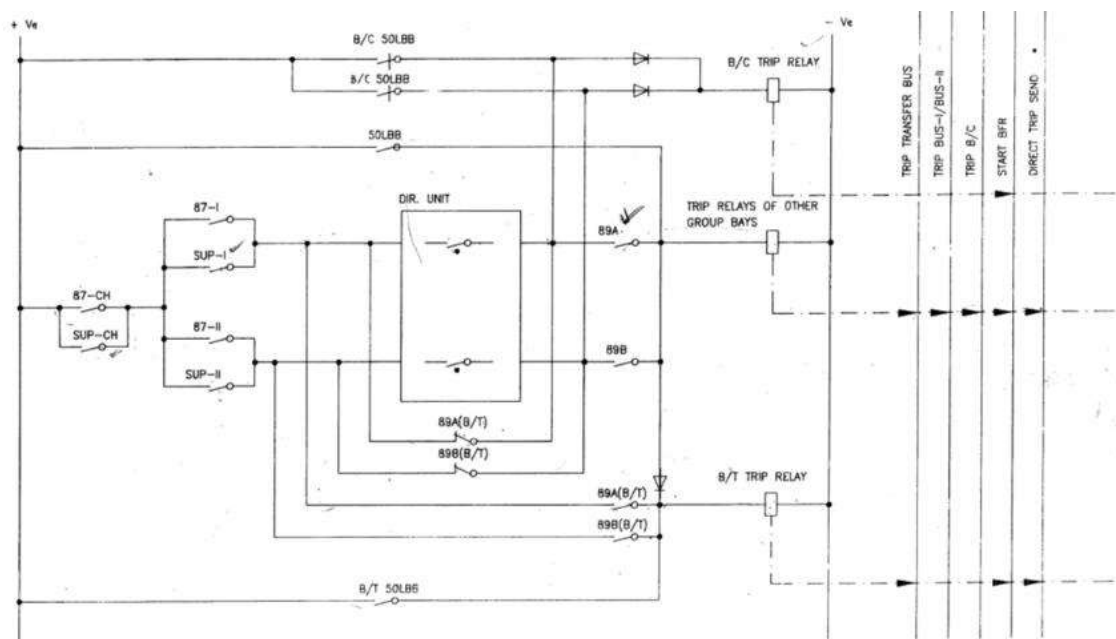 + Ve
- Ve
B/C 50LBB
B/C TRIP RELAY
B/C 50LBB
50LBB
DIR. UNIT
TRIP RELAYS OF OTHER
GROUP BAYS
87-I
89A
SUP-I
87-CH
87-II
SUP-CH
89B
SUP-II
89A(B/T)
89B(B/T)
B/T TRIP RELAY
89A(B/T)
89B(B/T)
B/T 50LBB
TRIP TRANSFER BUS
TRIP BUS-I/BUS-II
TRIP B/C
START BFR
DIRECT TRIP SEND